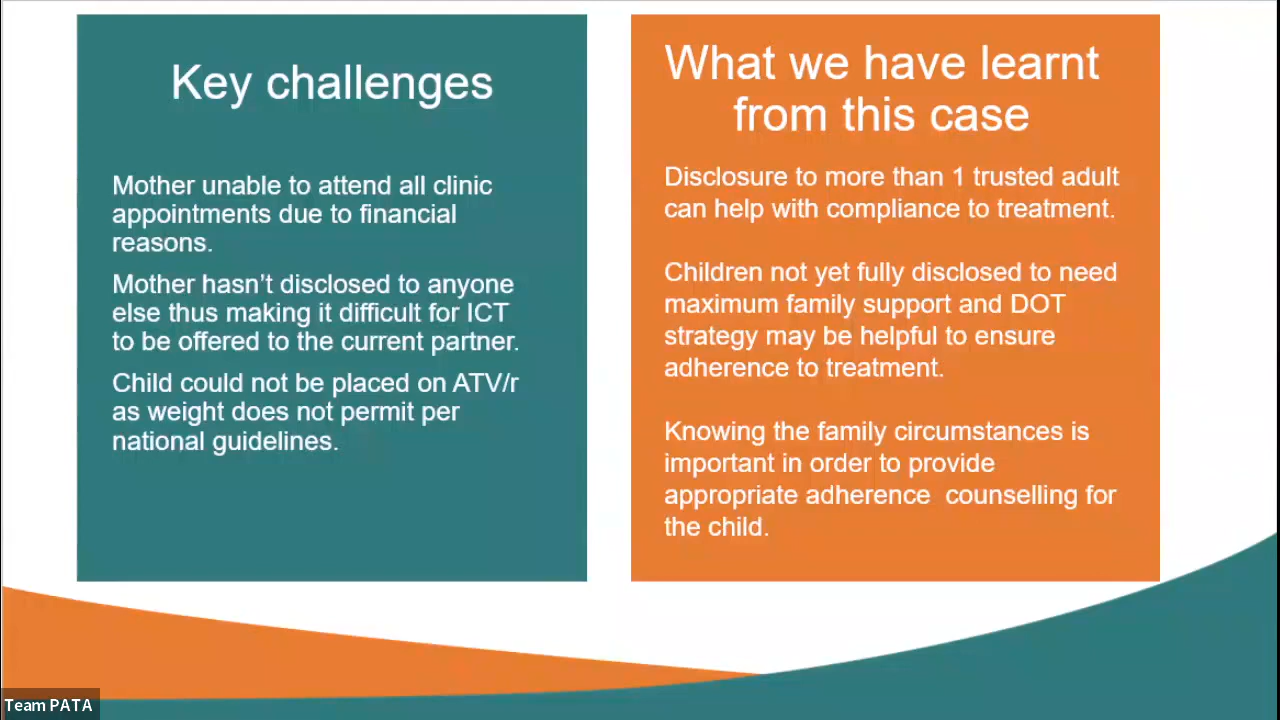 Key challenges
Mother unable to attend all clinic
appointments due to financial
reasons.
Mother hasn’t disclosed to anyone
else thus making it difficult for ICT
to be offered to the current partner.
Child could not be placed on ATV/r
as weight does not permit per
national guidelines.
What we have learnt
from this case
Disclosure to more than 1 trusted adult
can help with compliance to treatment.
Children not yet fully disclosed to need
maximum family support and DOT
strategy may be helpful to ensure
adherence to treatment.
Knowing the family circumstances is
important in order to provide
appropriate adherence  counselling for
the child.
Team PATA